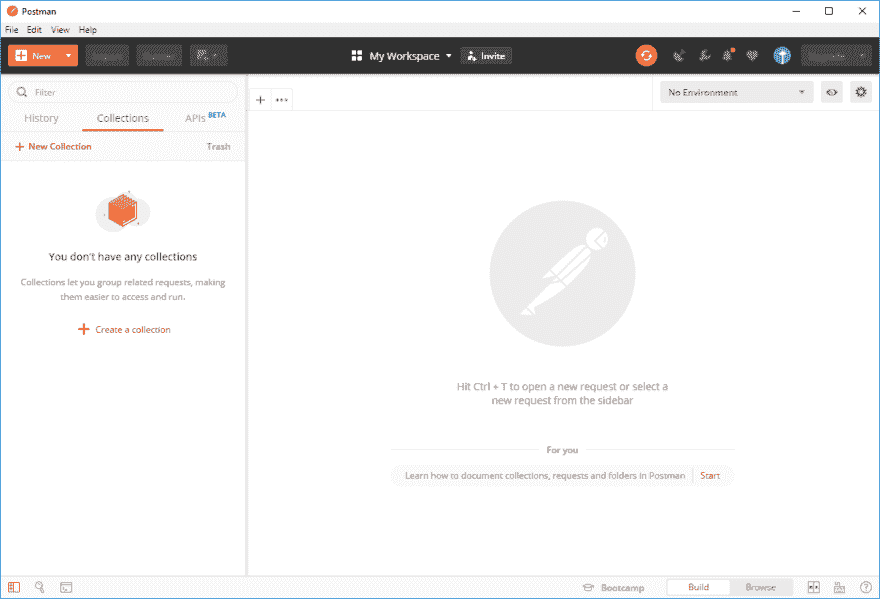 Postman
File Edit View Help
New
My Workspace
Invite
Filter
No Environment
History
Collections
APIs BETA
New Collection
Trash
You don't have any collections
Collections let you group related requests, making
them easier to access and run.
Create a collection
Hit Ctrl + T to open a new request or select a
new request from the sidebar
For you
Learn how to document collections, requests and folders in Postman
Start
Bootcamp
Build
Browse